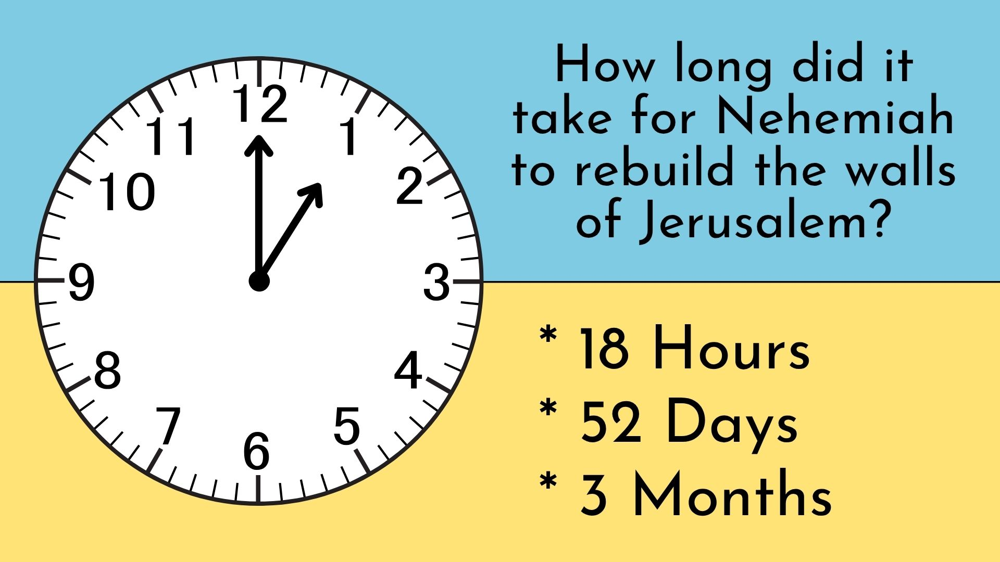 12
11
1
10
2
9
3
8
4
7
5
6
How long did it
take for Nehemiah
to rebuild the walls
of Jerusalem?
* 18 Hours
* 52 Days
* 3 Months